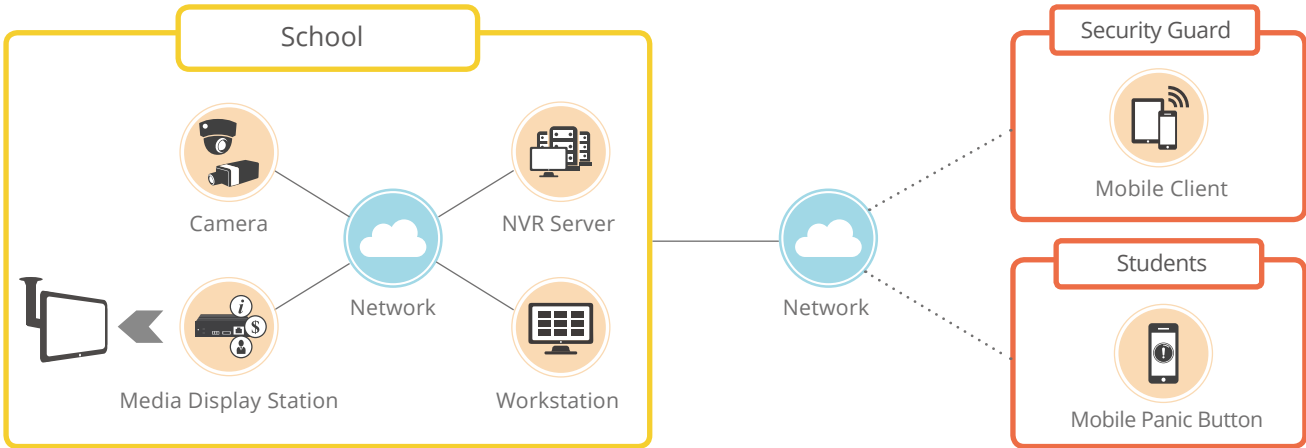 School
Security Guard
Mobile Client
Camera
NVR Server
Network
Network
Students
i
$
Media Display Station
Workstation
!
Mobile Panic Button